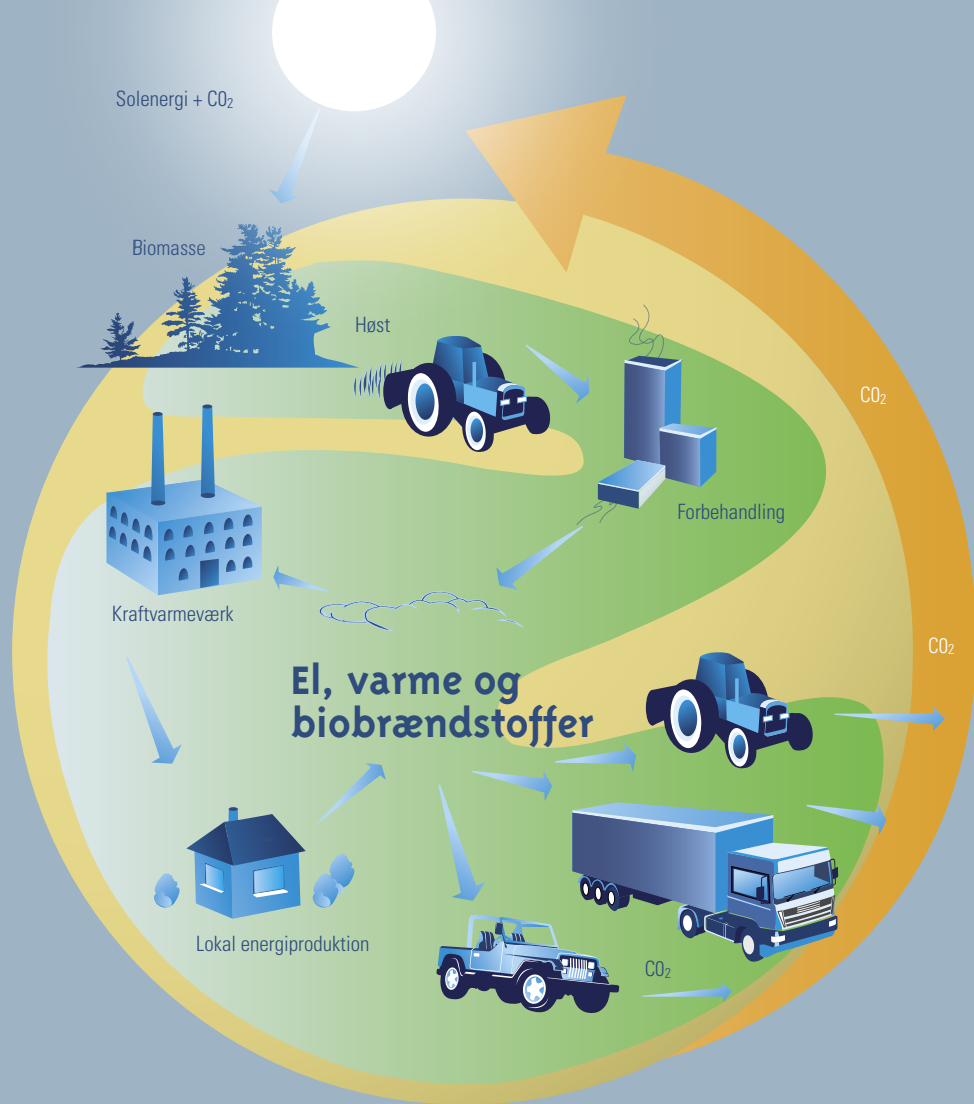 Solenergi + CO₂
Biomasse
Høst
CO₂
Forbehandling
Kraftvarmeværk
CO₂
El, varme og
biobrændstoffer
Lokal energiproduktion
CO₂